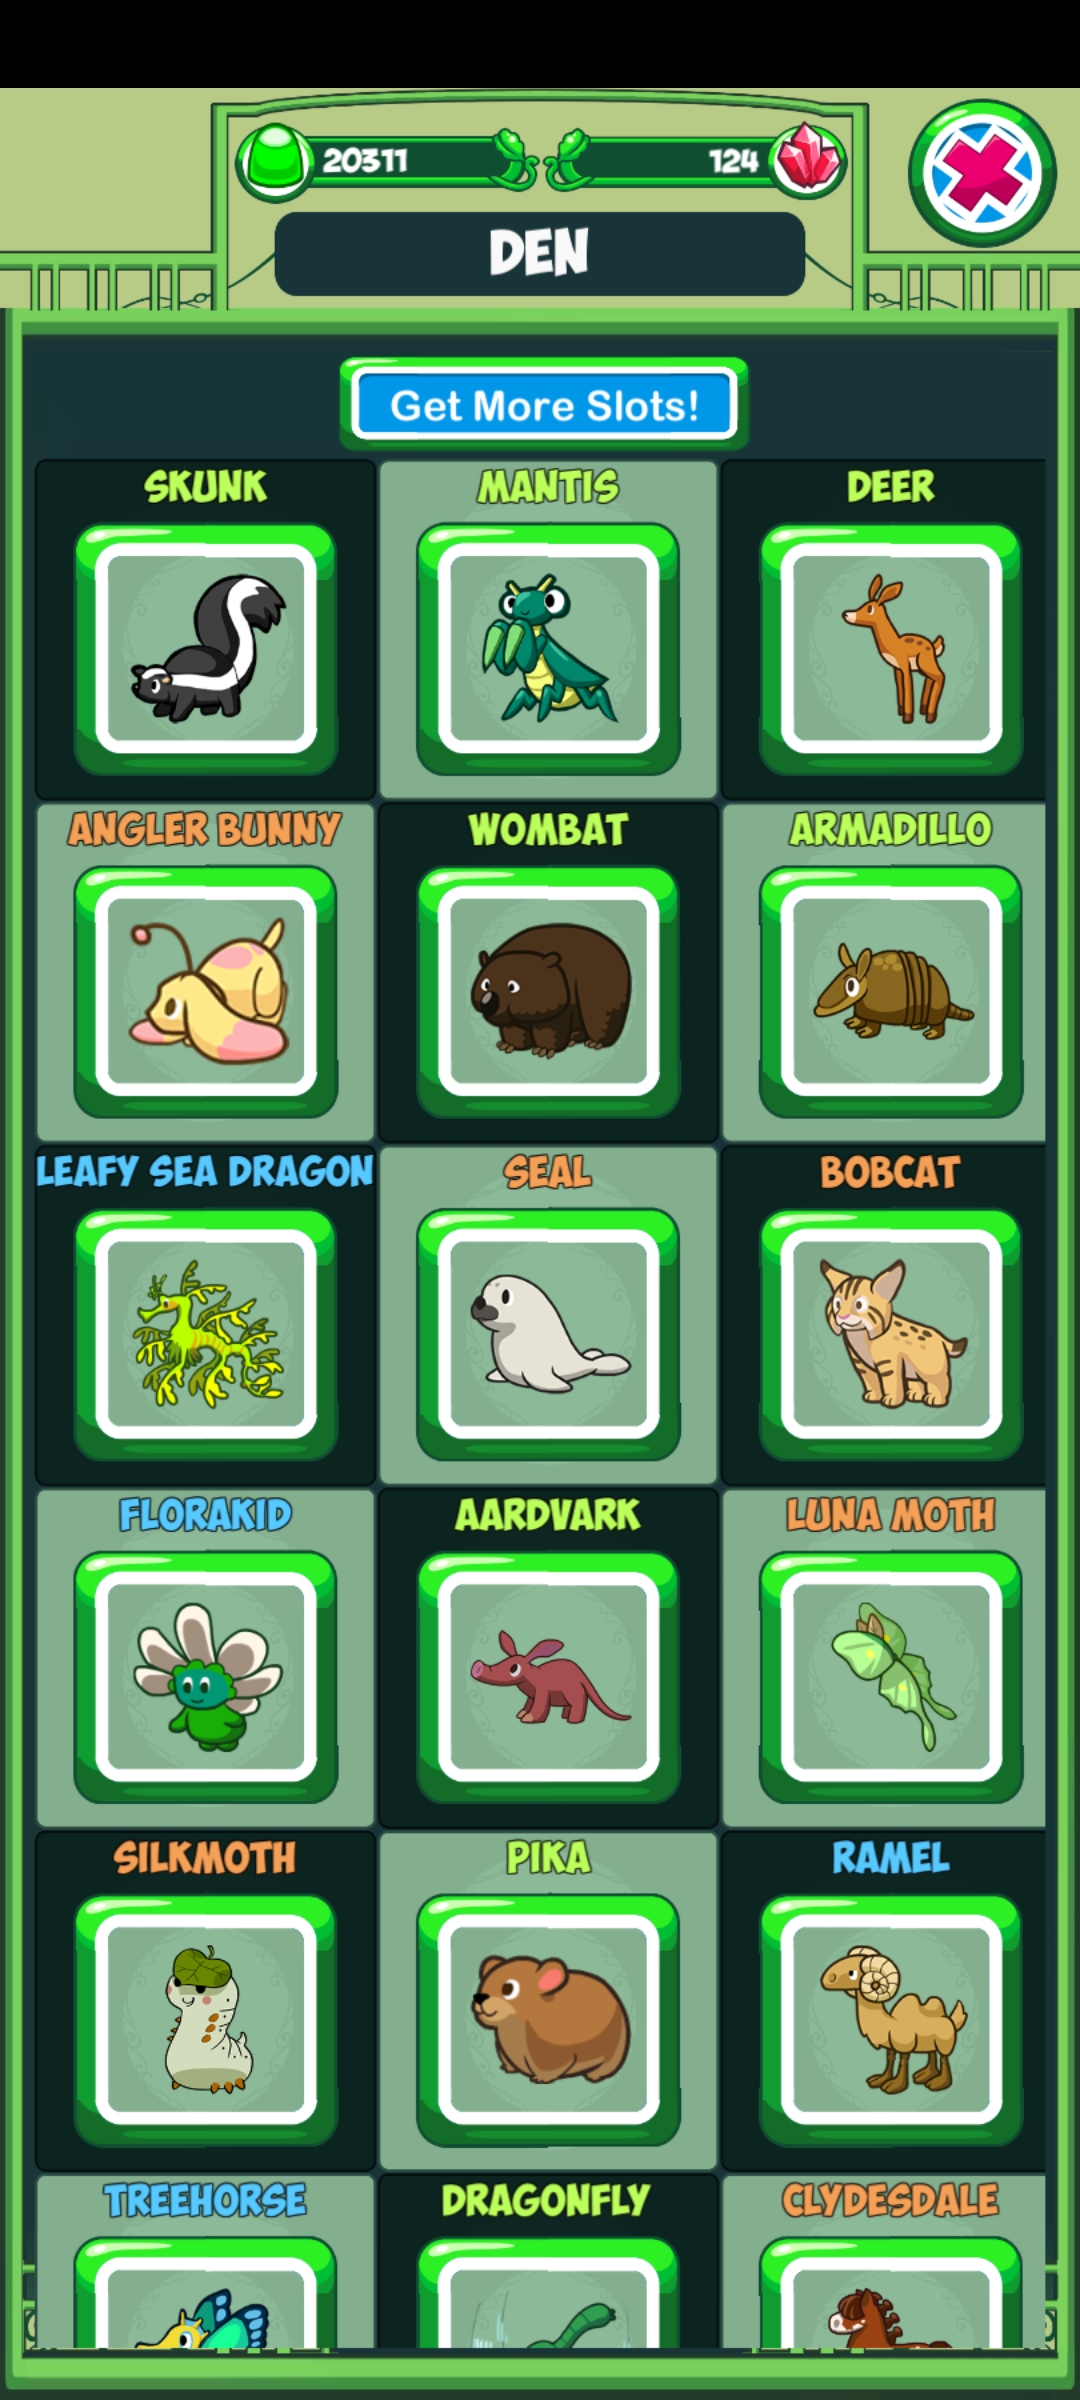 20311
124
DEN
Get More Slots!
SKUNK
MANTIS
DEER
ANGLER BUNNY
WOMBAT
ARMADILLO
LEAFY SEA DRAGON
SEAL
BOBCAT
FLORAKID
AARDVARK
LUNA MOTH
SILKMOTH
PIKA
RAMEL
TREEHORSE
DRAGONFLY
CLYDESDALE